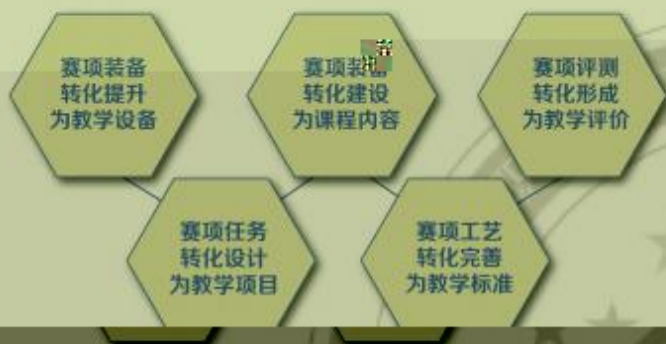 赛项装备
转化提升
为教学设备
赛项装
转化建设
为课程内容
赛项评测
转化形成
为教学评价
赛项任务
转化设计
为教学项目
赛项工艺
转化完善
为教学标准